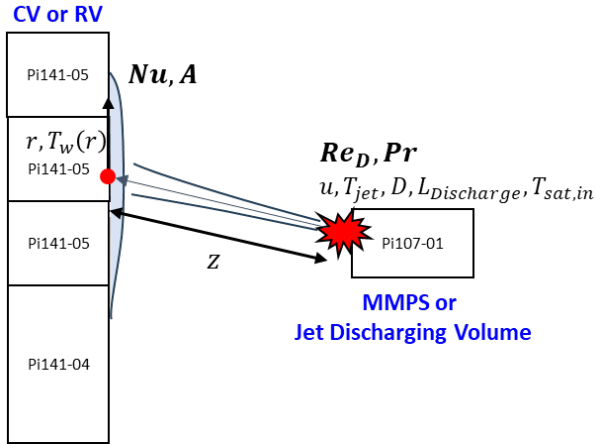 CV or RV
Pi141-05
Nu, A
r, T_w(r)
Pi141-05
Re_D, Pr
u, T_jet, D, L_Discharge, T_sat,in
Pi141-05
Pi107-01
z
MMPS or
Jet Discharging Volume
Pi141-04